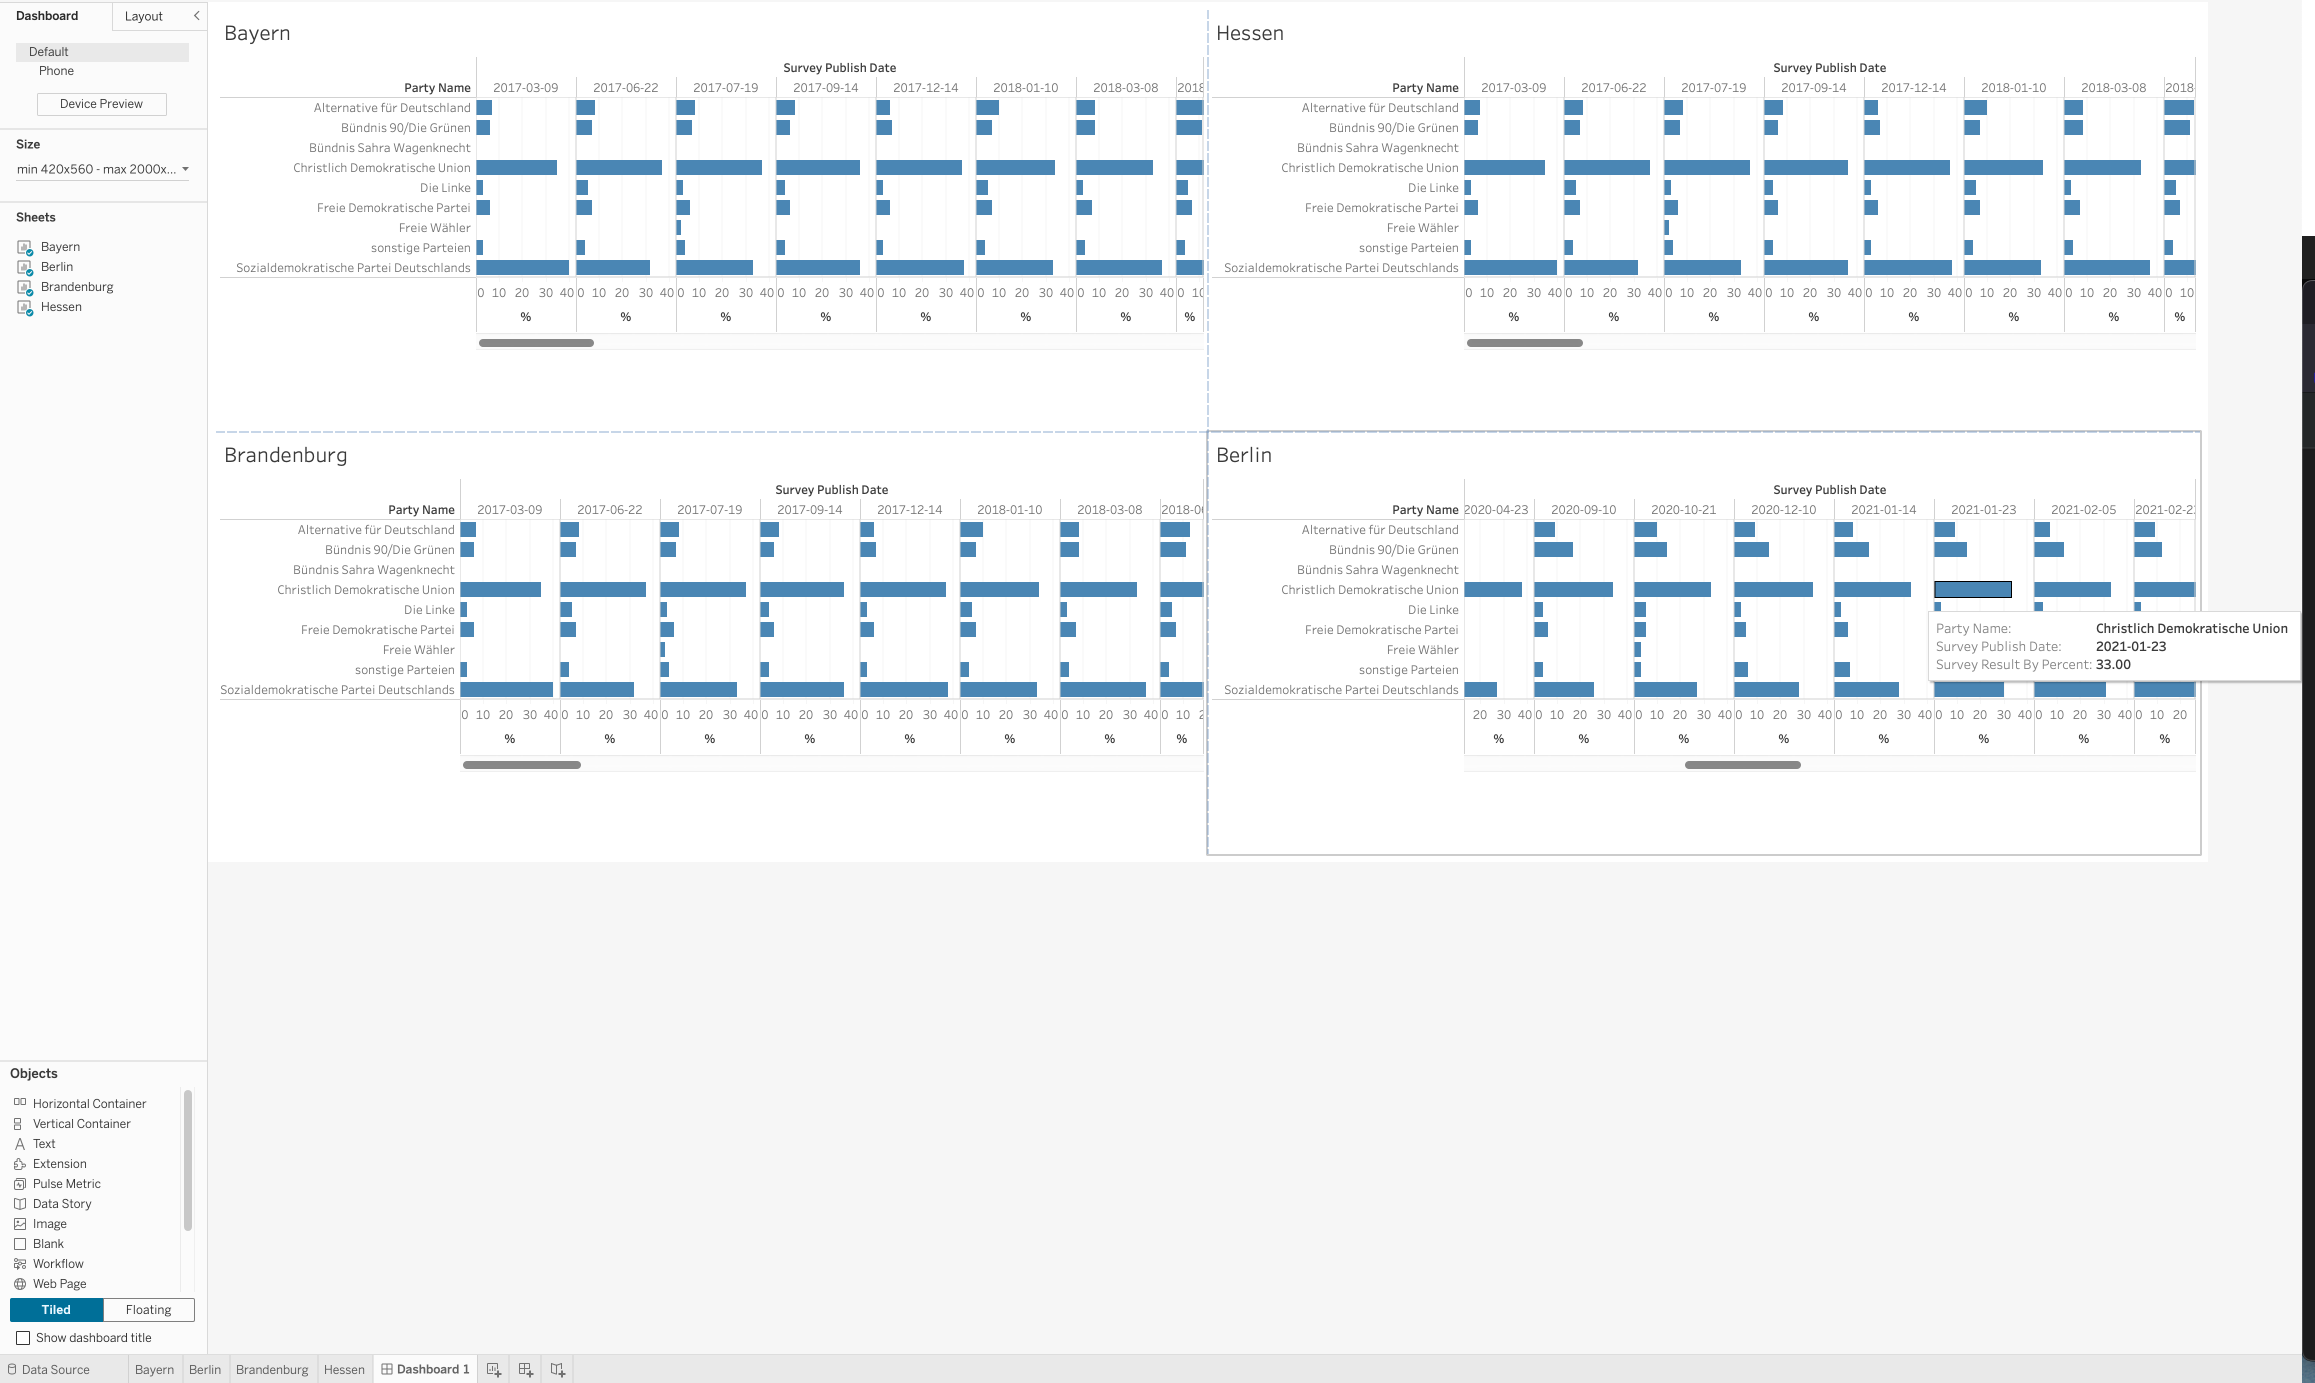 Dashboard
Layout
Default
Phone
Device Preview
Size
min 420x560 - max 2000x...
Sheets
Bayern
Berlin
Brandenburg
Hessen
Bayern
Survey Publish Date
Party Name 2017-03-09 2017-06-22 2017-07-19 2017-09-14 2017-12-14 2018-01-10 2018-03-08 2018
Alternative für Deutschland
Bündnis 90/Die Grünen
Bündnis Sahra Wagenknecht
Christlich Demokratische Union
Die Linke
Freie Demokratische Partei
Freie Wähler
sonstige Parteien
Sozialdemokratische Partei Deutschlands
0 10 20 30 40 0 10 20 30 40 0 10 20 30 40 0 10 20 30 40 0 10 20 30 40 0 10 20 30 40 0 10 20 30 40 0 10
% % % % % % % %
Hessen
Survey Publish Date
Party Name 2017-03-09 2017-06-22 2017-07-19 2017-09-14 2017-12-14 2018-01-10 2018-03-08 2018-
Alternative für Deutschland
Bündnis 90/Die Grünen
Bündnis Sahra Wagenknecht
Christlich Demokratische Union
Die Linke
Freie Demokratische Partei
Freie Wähler
sonstige Parteien
Sozialdemokratische Partei Deutschlands
0 10 20 30 40 0 10 20 30 40 0 10 20 30 40 0 10 20 30 40 0 10 20 30 40 0 10 20 30 40 0 10 20 30 40 0 10
% % % % % % % %
Brandenburg
Survey Publish Date
Party Name 2017-03-09 2017-06-22 2017-07-19 2017-09-14 2017-12-14 2018-01-10 2018-03-08 2018-0
Alternative für Deutschland
Bündnis 90/Die Grünen
Bündnis Sahra Wagenknecht
Christlich Demokratische Union
Die Linke
Freie Demokratische Partei
Freie Wähler
sonstige Parteien
Sozialdemokratische Partei Deutschlands
0 10 20 30 40 0 10 20 30 40 0 10 20 30 40 0 10 20 30 40 0 10 20 30 40 0 10 20 30 40 0 10 20 30 40 0 10 2
% % % % % % % %
Berlin
Survey Publish Date
Party Name 2020-04-23 2020-09-10 2020-10-21 2020-12-10 2021-01-14 2021-01-23 2021-02-05 2021-02-2
Alternative für Deutschland
Bündnis 90/Die Grünen
Bündnis Sahra Wagenknecht
Christlich Demokratische Union
Die Linke
Freie Demokratische Partei
Freie Wähler
sonstige Parteien
Sozialdemokratische Partei Deutschlands
Party Name: Christlich Demokratische Union
Survey Publish Date: 2021-01-23
Survey Result By Percent: 33.00
20 30 40 0 10 20 30 40 0 10 20 30 40 0 10 20 30 40 0 10 20 30 40 0 10 20 30 40 0 10 20 30 40 0 10 20
% % % % % % % %
Objects
Horizontal Container
Vertical Container
Text
Extension
Pulse Metric
Data Story
Image
Blank
Workflow
Web Page
Tiled
Floating
Show dashboard title
Data Source
Bayern
Berlin
Brandenburg
Hessen
Dashboard 1